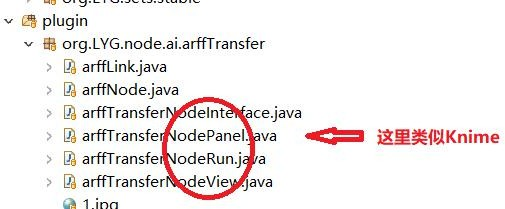 org.LYG.sets.stable
plugin
org.LYG.node.ai.arffTransfer
arffLink.java
arffNode.java
arffTransferNodeInterface.java
arffTransferNodePanel.java
这里类似Knime
arffTransferNodeRun.java
arffTransferNodeView.java
1.jpg